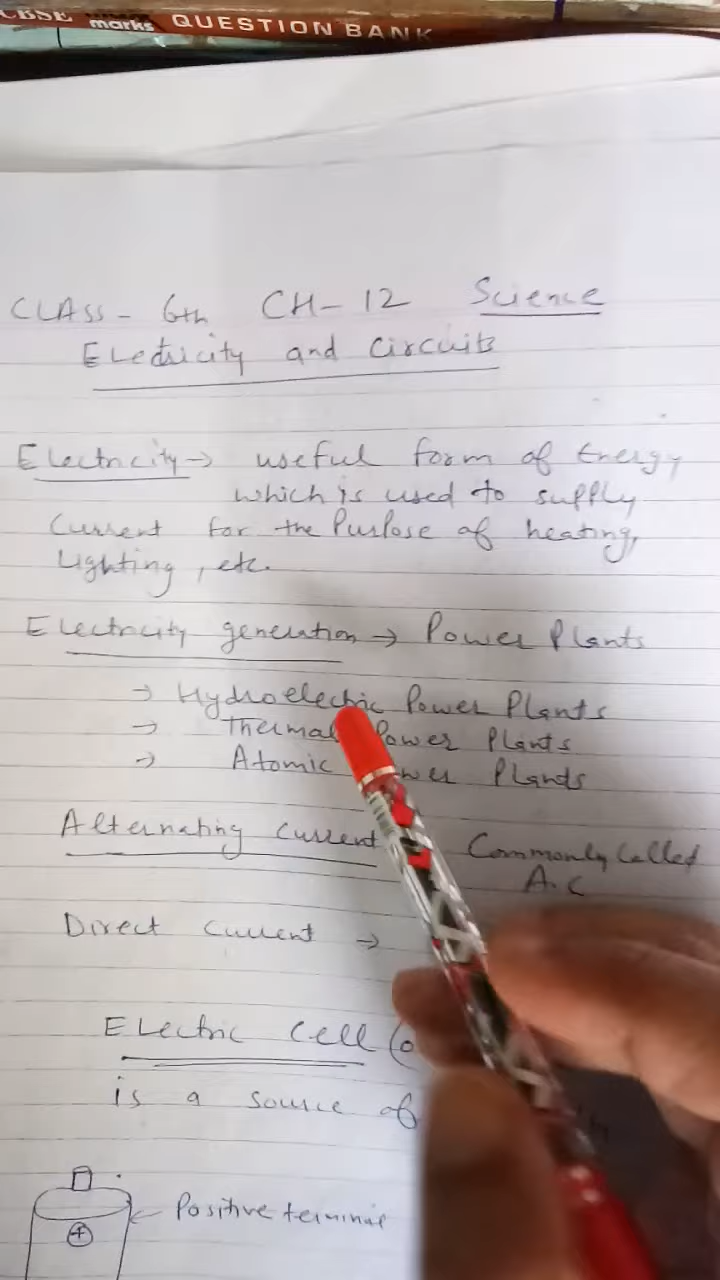 CBSE marks QUESTION BANK
CLASS - 6th CH-12 Science
Electricity and Circuits
Electricity → useful form of Energy
which is used to supply
Current for the Purpose of heating,
Lighting, etc.
Electricity generation → Power Plants
→ Hydroelectric Power Plants
→ Thermal Power Plants
→ Atomic Power Plants
Alternating Current Commonly Called
A.C
Direct Current →
Electric Cell (
is a source of
Positive terminal
+